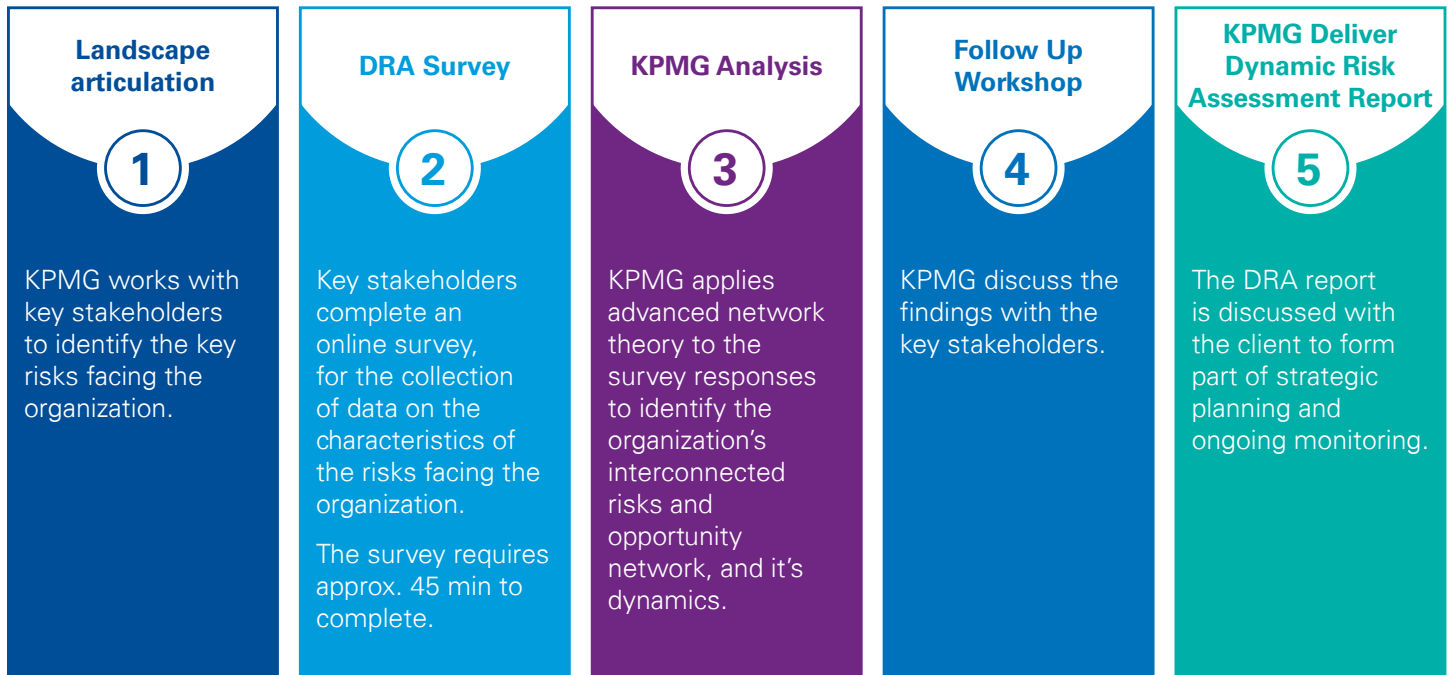 Landscape
articulation
1
KPMG works with
key stakeholders
to identify the key
risks facing the
organization.
DRA Survey
2
Key stakeholders
complete an
online survey,
for the collection
of data on the
characteristics of
the risks facing the
organization.
The survey requires
approx. 45 min to
complete.
KPMG Analysis
3
KPMG applies
advanced network
theory to the
survey responses
to identify the
organization’s
interconnected
risks and
opportunity
network, and it’s
dynamics.
Follow Up
Workshop
4
KPMG discuss the
findings with the
key stakeholders.
KPMG Deliver
Dynamic Risk
Assessment Report
5
The DRA report
is discussed with
the client to form
part of strategic
planning and
ongoing monitoring.